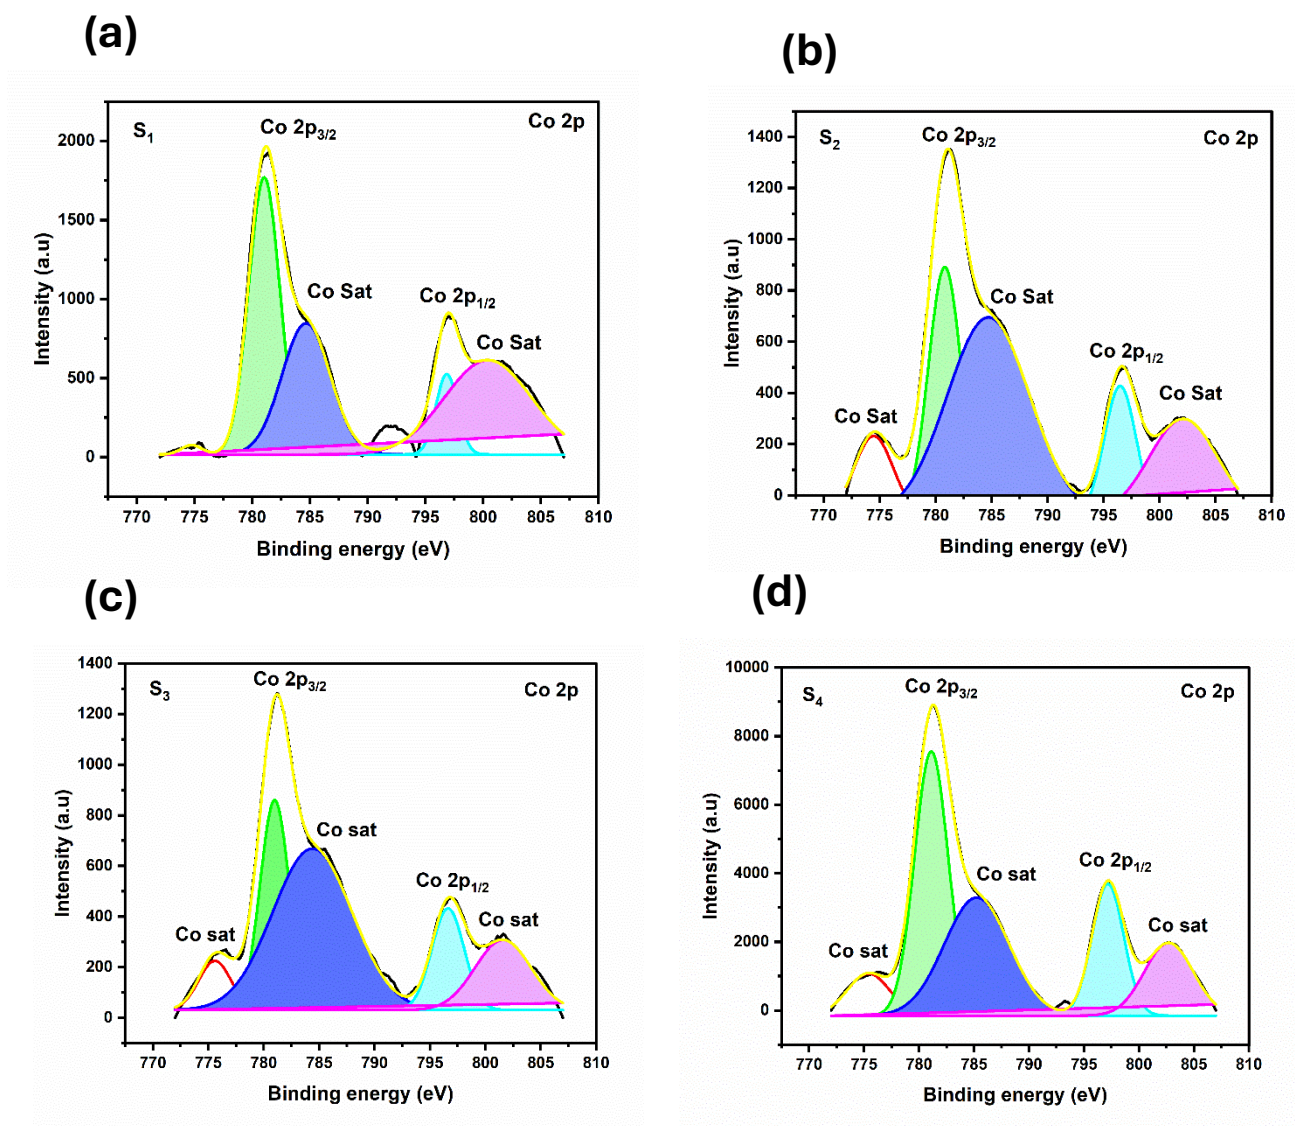 (a)
S1
Co 2p3/2
Co 2p
Co Sat
Co 2p1/2
Co Sat
2000
1500
1000
500
0
Intensity (a.u)
770 775 780 785 790 795 800 805 810
Binding energy (eV)
(b)
S2
Co 2p3/2
Co 2p
Co Sat
Co 2p1/2
Co Sat
Co Sat
1400
1200
1000
800
600
400
200
0
Intensity (a.u)
770 775 780 785 790 795 800 805 810
Binding energy (eV)
(c)
S3
Co 2p3/2
Co 2p
Co sat
Co 2p1/2
Co sat
Co sat
1400
1200
1000
800
600
400
200
0
Intensity (a.u)
770 775 780 785 790 795 800 805 810
Binding energy (eV)
(d)
S4
Co 2p3/2
Co 2p
Co sat
Co 2p1/2
Co sat
Co sat
10000
8000
6000
4000
2000
0
Intensity (a.u)
770 775 780 785 790 795 800 805 810
Binding energy (eV)